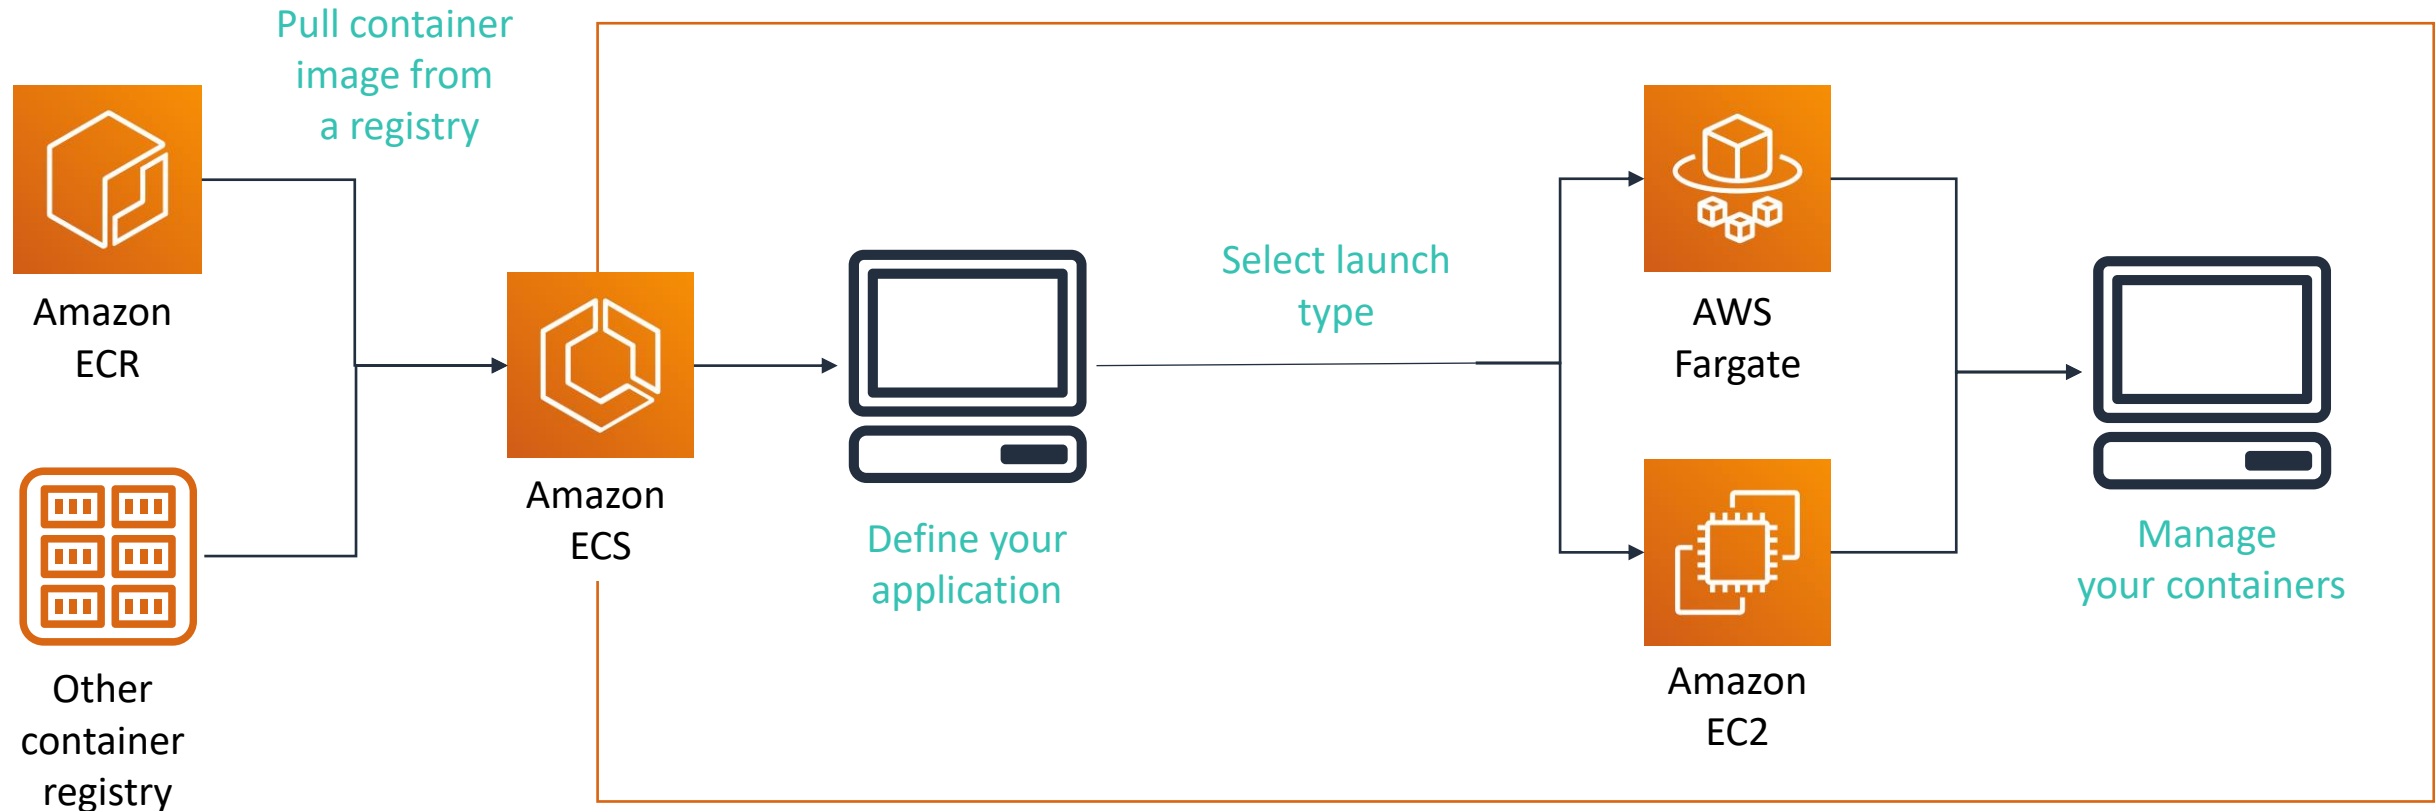 Pull container
image from
a registry
Amazon
ECR
Other
container
registry
Amazon
ECS
Define your
application
Select launch
type
AWS
Fargate
Amazon
EC2
Manage
your containers